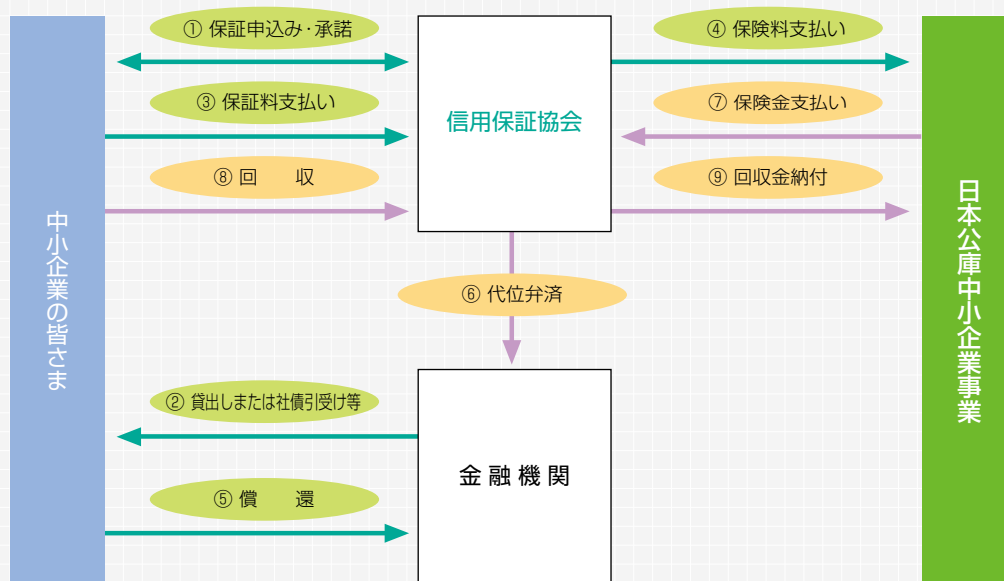 ① 保証申込み・承諾
④ 保険料支払い
③ 保証料支払い
⑦ 保険金支払い
信用保証協会
⑧ 回　　収
⑨ 回収金納付
中小企業の皆さま
日本公庫中小企業事業
⑥ 代位弁済
② 貸出しまたは社債引受け等
金融機関
⑤ 償　　還